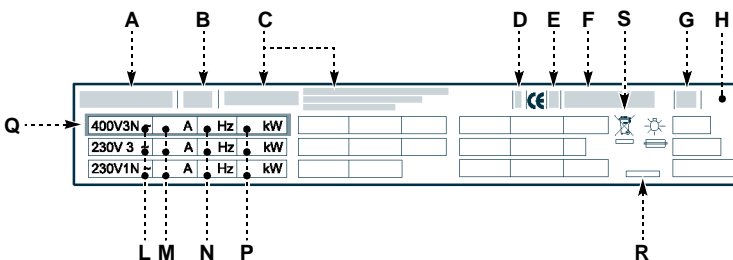 A B C D E F S G H
CE
Q
400V3N ~ A Hz kW
230V 3 ~ A Hz kW
230V1N ~ A Hz kW
L M N P R